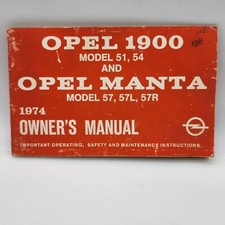 OPEL 1900
MODEL 51, 54
AND
OPEL MANTA
MODEL 57, 57L, 57R
1974
OWNER'S MANUAL
IMPORTANT OPERATING, SAFETY AND MAINTENANCE INSTRUCTIONS